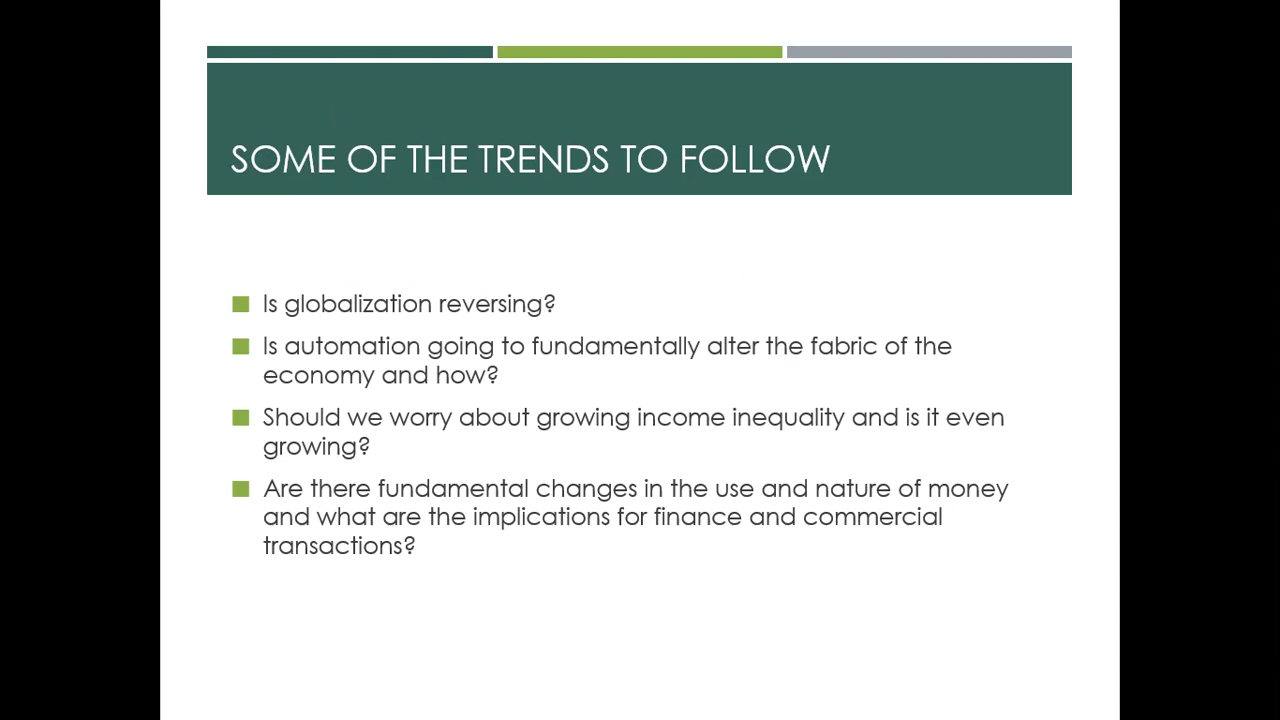 SOME OF THE TRENDS TO FOLLOW
Is globalization reversing?
Is automation going to fundamentally alter the fabric of the
economy and how?
Should we worry about growing income inequality and is it even
growing?
Are there fundamental changes in the use and nature of money
and what are the implications for finance and commercial
transactions?